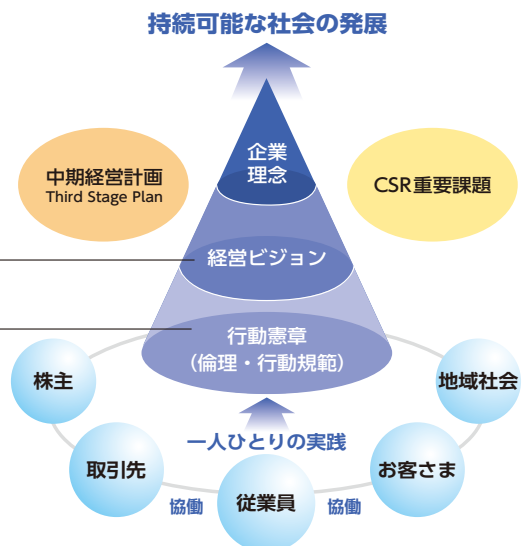 持続可能な社会の発展
企業
理念
中期経営計画
Third Stage Plan
CSR重要課題
経営ビジョン
行動憲章
（倫理・行動規範）
株主
地域社会
一人ひとりの実践
取引先
お客さま
協働
従業員
協働